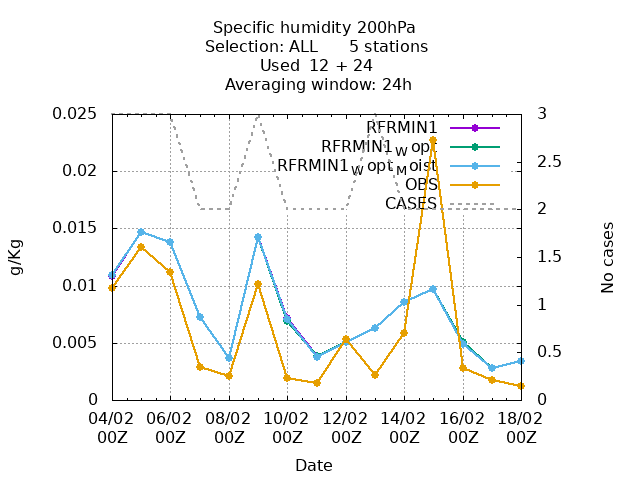 Specific humidity 200hPa
Selection: ALL 5 stations
Used 12 + 24
Averaging window: 24h
0.025
0.02
0.015
0.01
0.005
0
3
2.5
2
1.5
1
0.5
0
RFRMIN1
RFRMIN1_W opt
RFRMIN1_W opt_M oist
OBS
CASES
g/Kg
No cases
04/02 06/02 08/02 10/02 12/02 14/02 16/02 18/02
00Z 00Z 00Z 00Z 00Z 00Z 00Z 00Z
Date